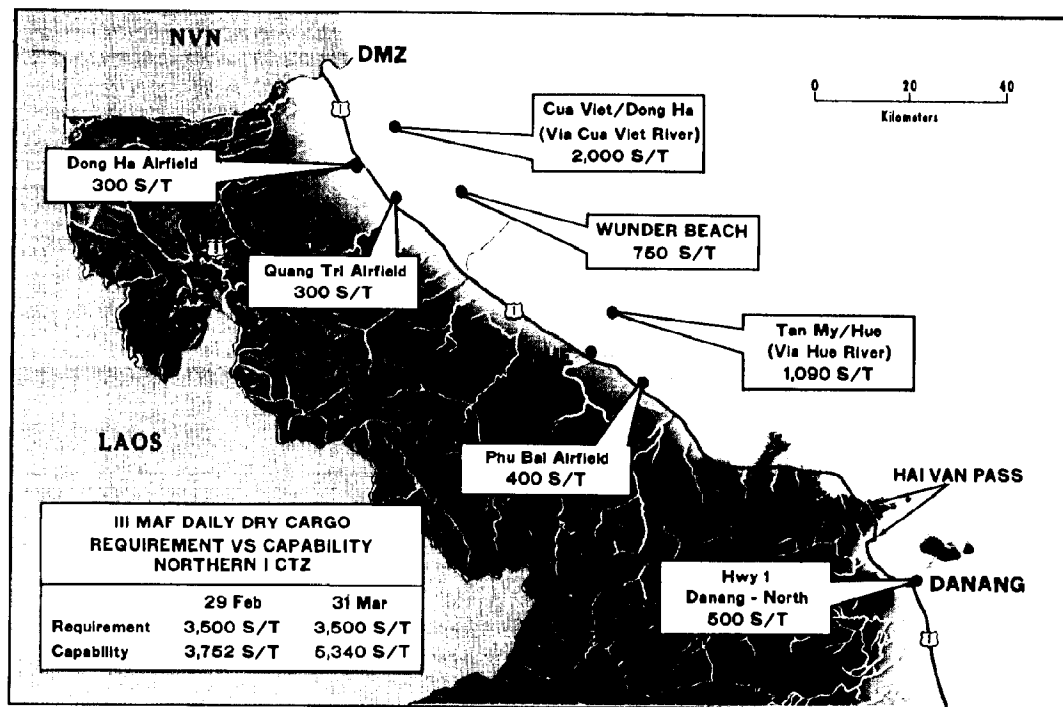 NVN
DMZ
1
0 20 40
Kilometers
Cua Viet/Dong Ha
(Via Cua Viet River)
2,000 S/T
Dong Ha Airfield
300 S/T
WUNDER BEACH
750 S/T
Quang Tri Airfield
300 S/T
1
Tan My/Hue
(Via Hue River)
1,090 S/T
LAOS
Phu Bai Airfield
400 S/T
HAI VAN PASS
III MAF DAILY DRY CARGO
REQUIREMENT VS CAPABILITY
NORTHERN I CTZ
29 Feb 31 Mar
Requirement 3,500 S/T 3,500 S/T
Capability 3,752 S/T 5,340 S/T
Hwy 1
Danang - North
500 S/T
DANANG
1